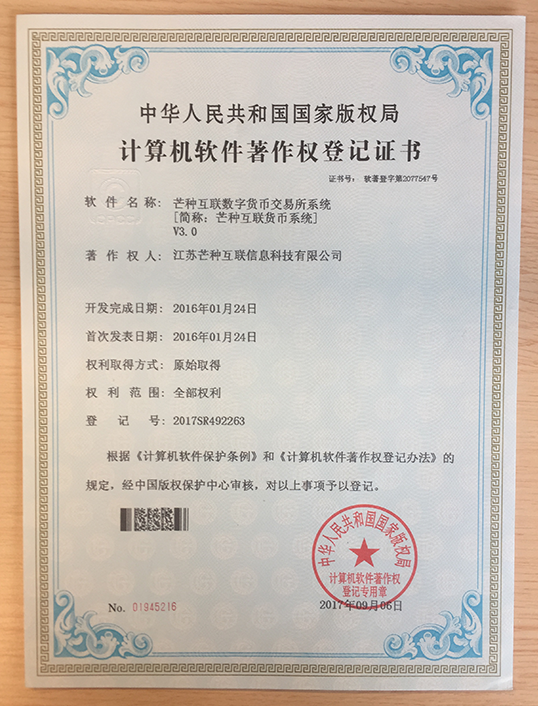 中华人民共和国国家版权局
计算机软件著作权登记证书
证书号： 软著登字第2077547号
CPCC
软件名称： 芒种互联数字货币交易所系统
[简称：芒种互联货币系统]
V3.0
著作权人： 江苏芒种互联信息科技有限公司
开发完成日期： 2016年01月24日
首次发表日期： 2016年01月24日
权利取得方式： 原始取得
权利范围： 全部权利
登记号： 2017SR492263
根据《计算机软件保护条例》和《计算机软件著作权登记办法》的
规定，经中国版权保护中心审核，对以上事项予以登记。
中华人民共和国国家版权局
计算机软件著作权
登记专用章
No. 01945216
2017年09月06日